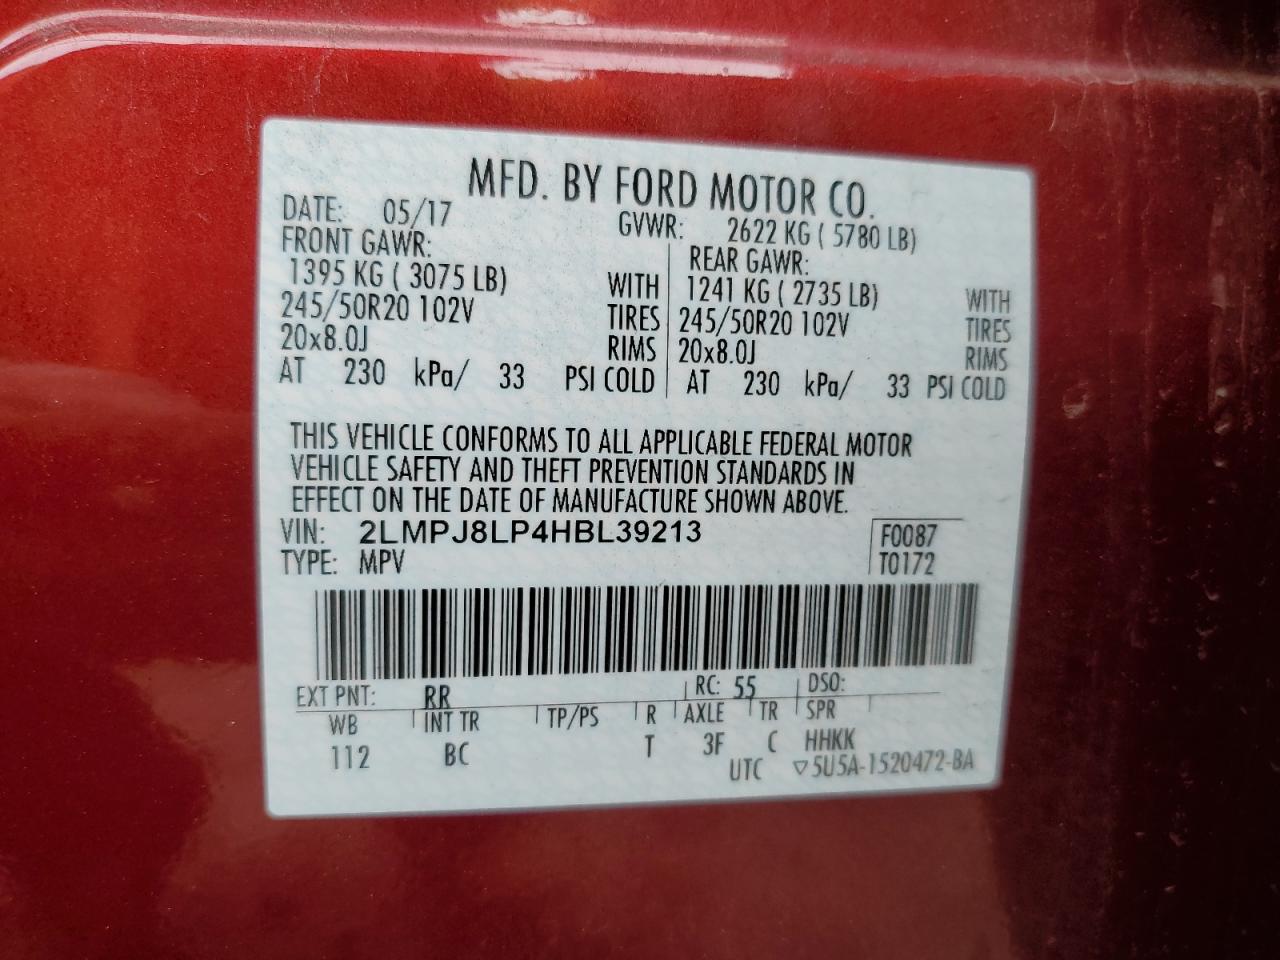 MFD. BY FORD MOTOR CO.
DATE: 05/17 GVWR: 2622 KG ( 5780 LB)
FRONT GAWR: REAR GAWR:
1395 KG ( 3075 LB) WITH 1241 KG ( 2735 LB) WITH
245/50R20 102V TIRES 245/50R20 102V TIRES
20x8.0J RIMS 20x8.0J RIMS
AT 230 kPa/ 33 PSI COLD AT 230 kPa/ 33 PSI COLD
THIS VEHICLE CONFORMS TO ALL APPLICABLE FEDERAL MOTOR
VEHICLE SAFETY AND THEFT PREVENTION STANDARDS IN
EFFECT ON THE DATE OF MANUFACTURE SHOWN ABOVE.
VIN: 2LMPJ8LP4HBL39213 F0087
TYPE: MPV T0172
EXT PNT: RR RC: 55 DSO:
WB INT TR TP/PS R AXLE TR SPR
112 BC T 3F C HHKK
UTC ▽5U5A-1520472-BA